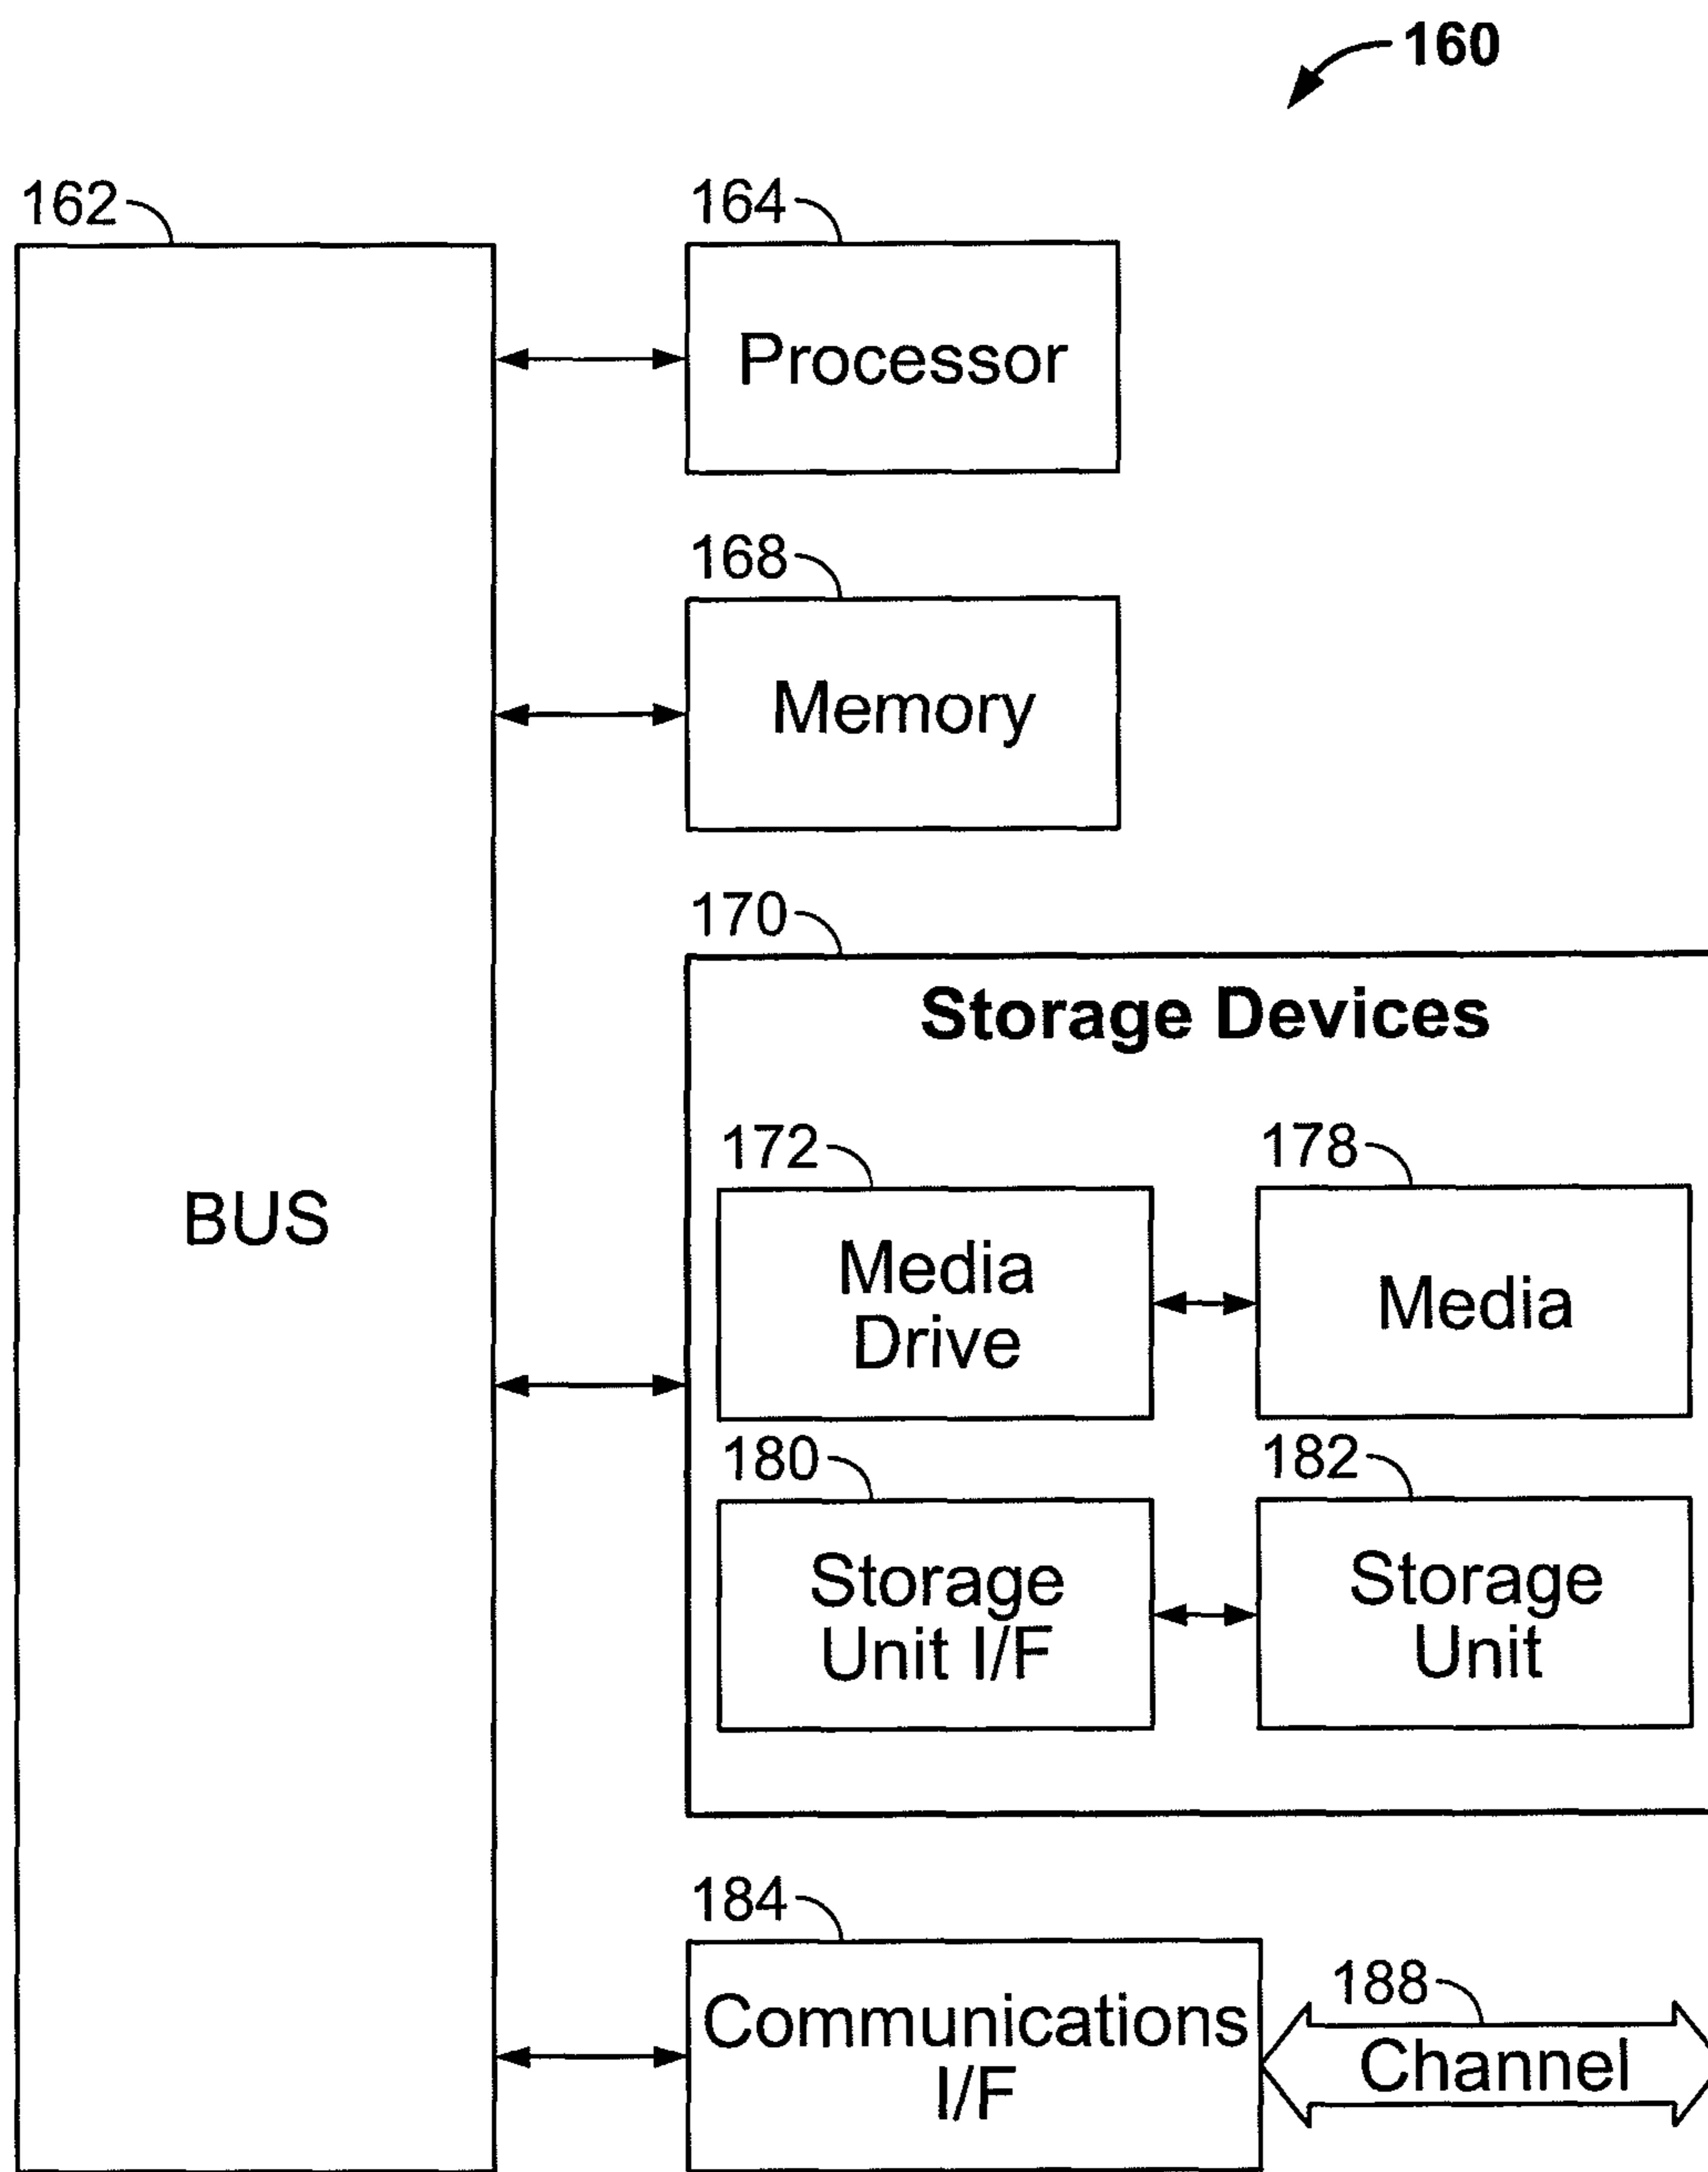 160
162
164
Processor
168
Memory
170
Storage Devices
172
178
BUS
Media
Drive
Media
180
182
Storage
Unit I/F
Storage
Unit
184
188
Communications
I/F
Channel